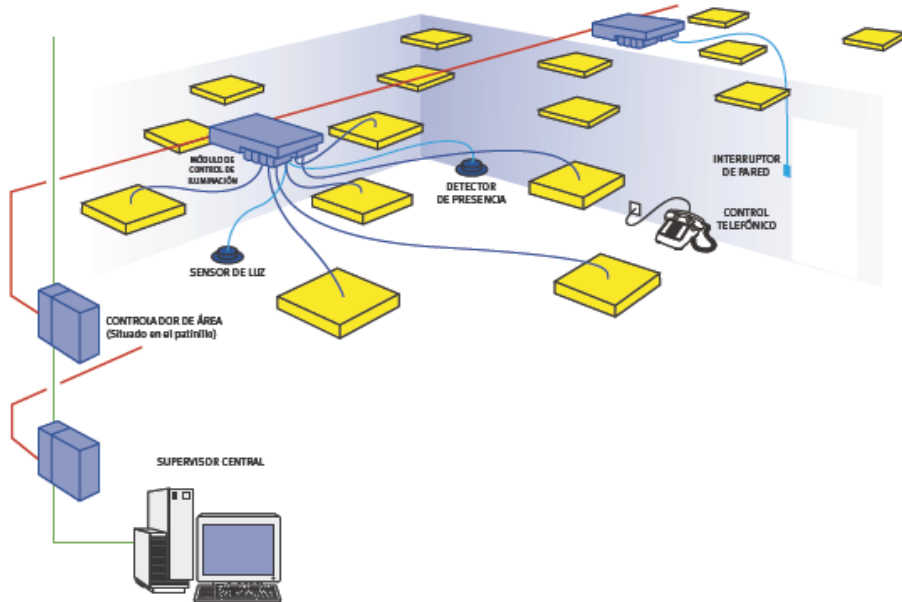 MÓDULO DE
CONTROL DE
ILUMINACIÓN
DETECTOR
DE PRESENCIA
INTERRUPTOR
DE PARED
CONTROL
TELEFÓNICO
SENSOR DE LUZ
CONTROLADOR DE ÁREA
(Situado en el patinillo)
SUPERVISOR CENTRAL